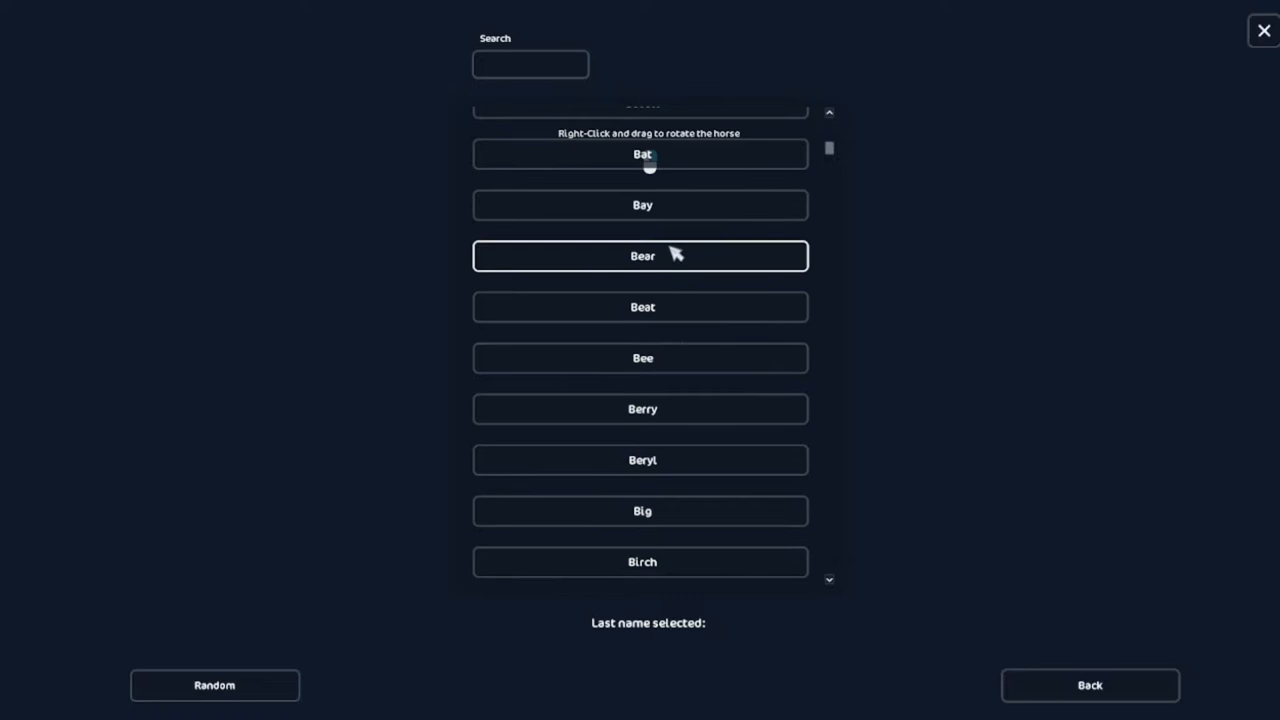 Search
Right-Click and drag to rotate the horse
Bat
Bay
Bear
Beat
Bee
Berry
Beryl
Big
Birch
Last name selected:
Random
Back